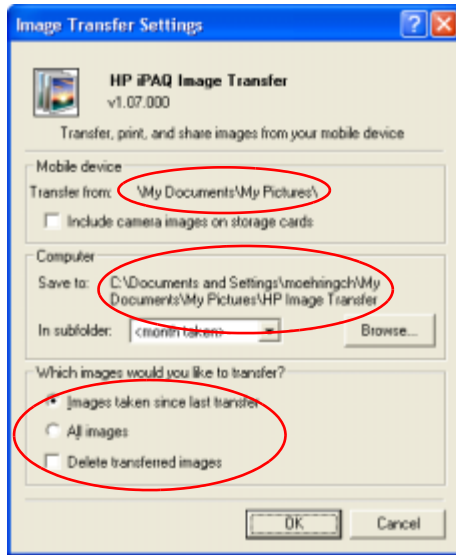 Image Transfer Settings
HP iPAQ Image Transfer
v1.07.000
Transfer, print, and share images from your mobile device
Mobile device
Transfer from: \My Documents\My Pictures\
Include camera images on storage cards
Computer
Save to: C:\Documents and Settings\moehringch\My
Documents\My Pictures\HP Image Transfer
In subfolder: <month taken> Browse...
Which images would you like to transfer?
Images taken since last transfer
All images
Delete transferred images
OK Cancel